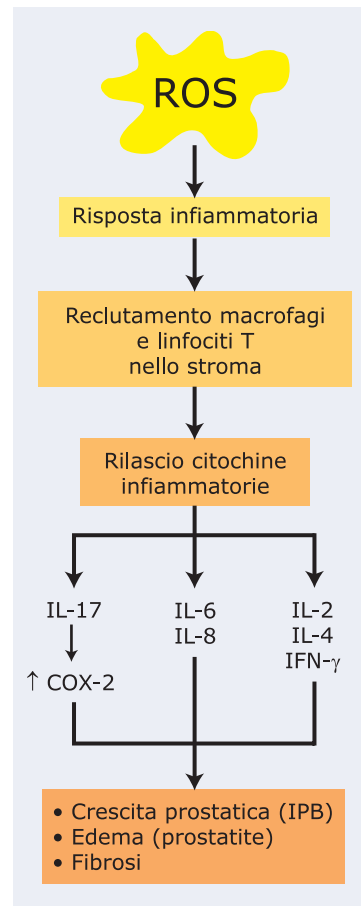 ROS
Risposta infiammatoria
Reclutamento macrofagi
e linfociti T
nello stroma
Rilascio citochine
infiammatorie
IL-17
↑ COX-2
IL-6
IL-8
IL-2
IL-4
IFN-γ
• Crescita prostatica (IPB)
• Edema (prostatite)
• Fibrosi